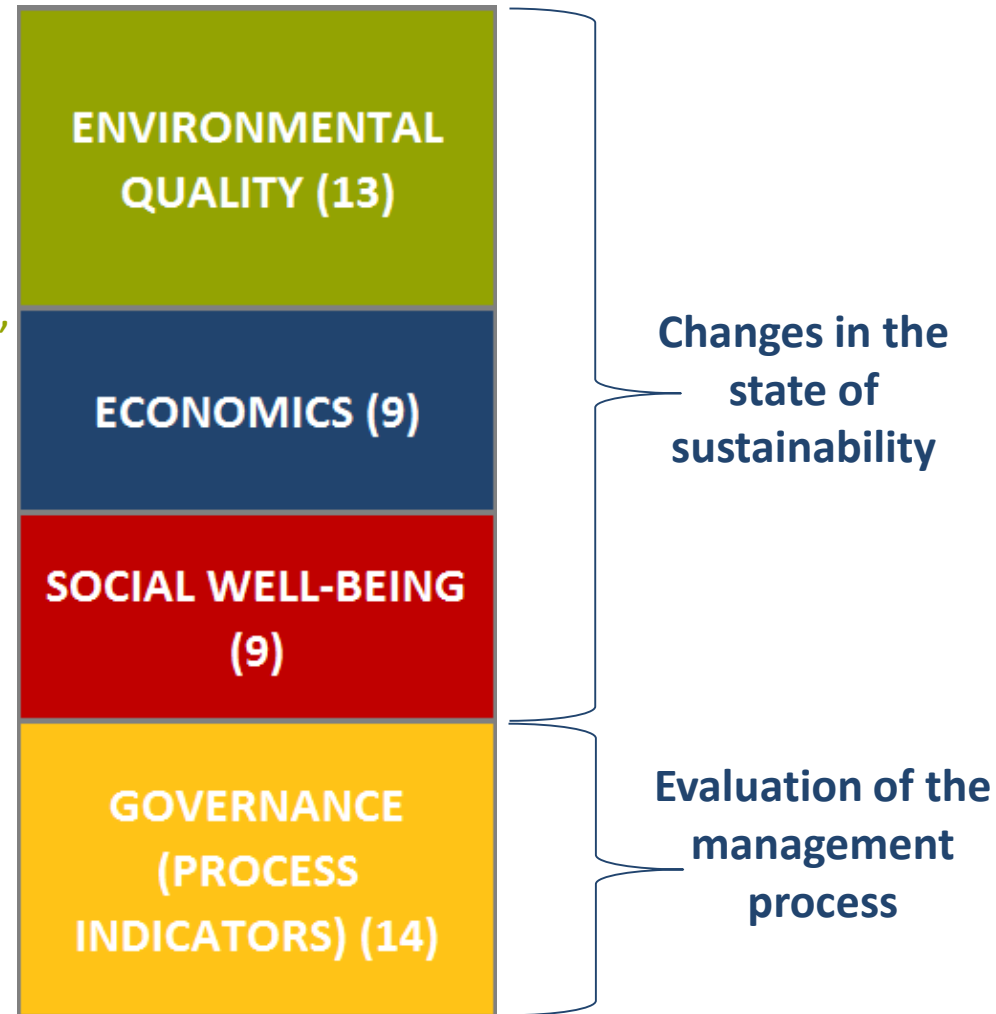 ENVIRONMENTAL
QUALITY (13)
,
ECONOMICS (9)
SOCIAL WELL-BEING
(9)
GOVERNANCE
(PROCESS
INDICATORS) (14)
Changes in the
state of
sustainability
Evaluation of the
management
process